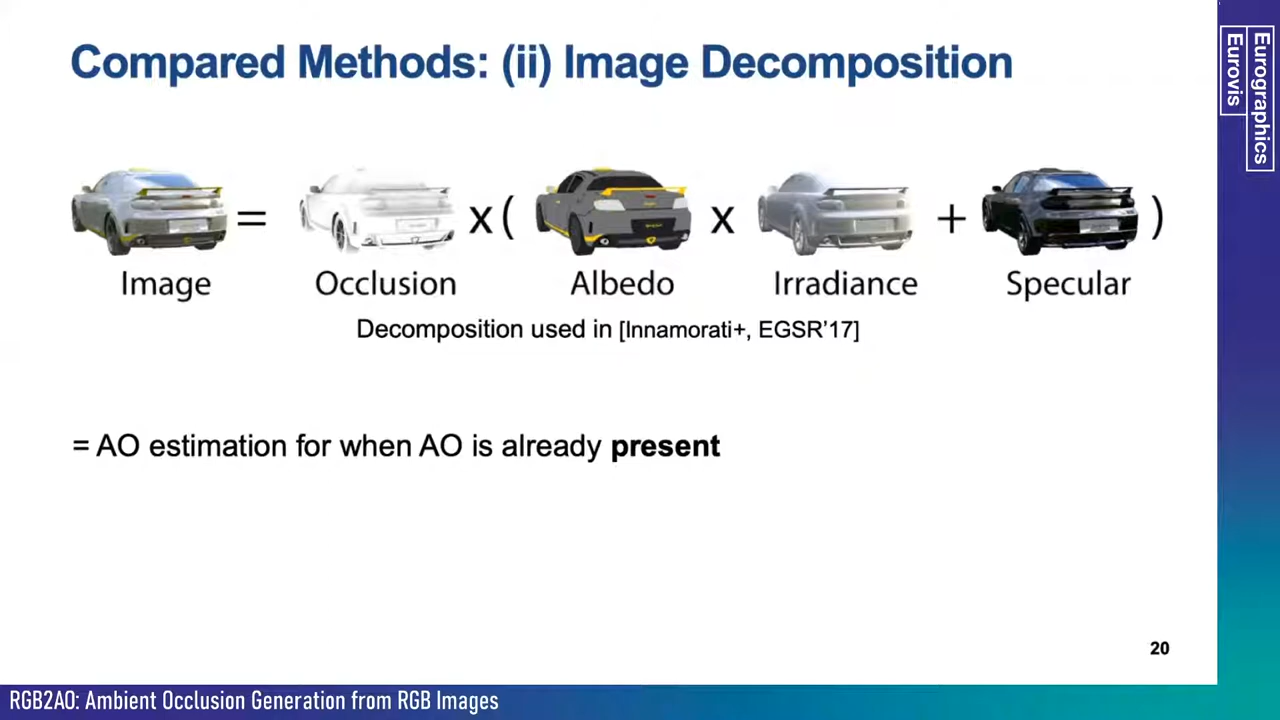 Compared Methods: (ii) Image Decomposition
= x ( x + )
Image Occlusion Albedo Irradiance Specular
Decomposition used in [Innamorati+, EGSR'17]
= AO estimation for when AO is already present
20
RGB2AO: Ambient Occlusion Generation from RGB Images
Eurographics
Eurovis